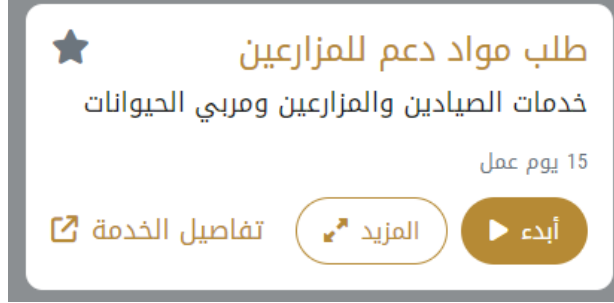 طلب مواد دعم للمزارعين
خدمات الصيادين والمزارعين ومربي الحيوانات
15 يوم عمل
أبدء المزيد تفاصيل الخدمة